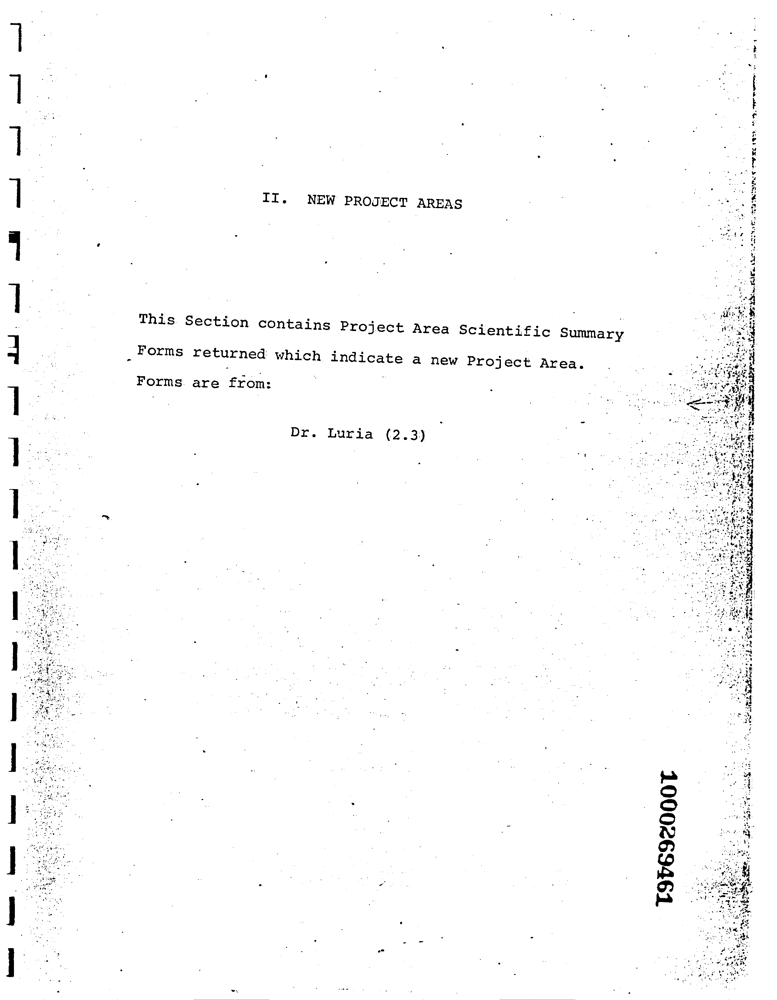 II. NEW PROJECT AREAS
This Section contains Project Area Scientific Summary
Forms returned which indicate a new Project Area.
Forms are from:
Dr. Luria (2.3)
1000269461